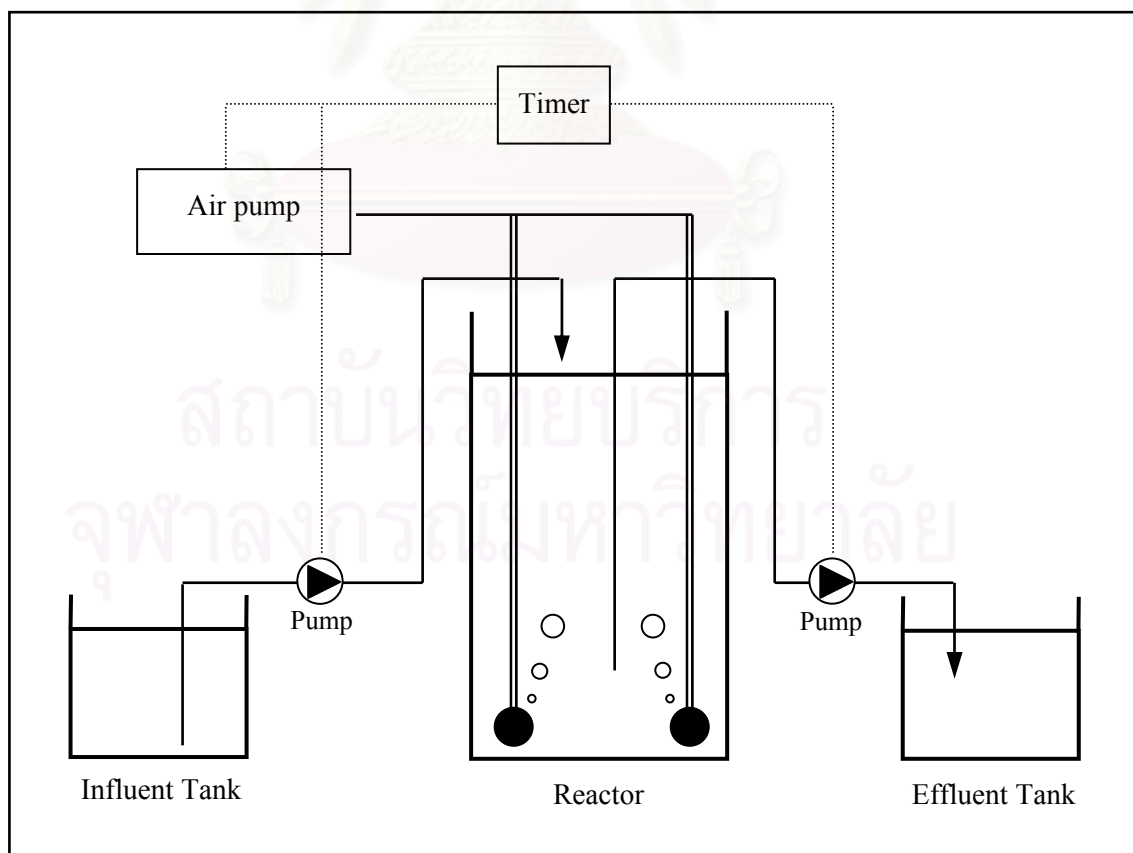 Timer
Air pump
สถาบันวิทยบริการ
จุฬาลงกรณ์มหาวิทยาลัย
Pump
Pump
Influent Tank
Reactor
Effluent Tank